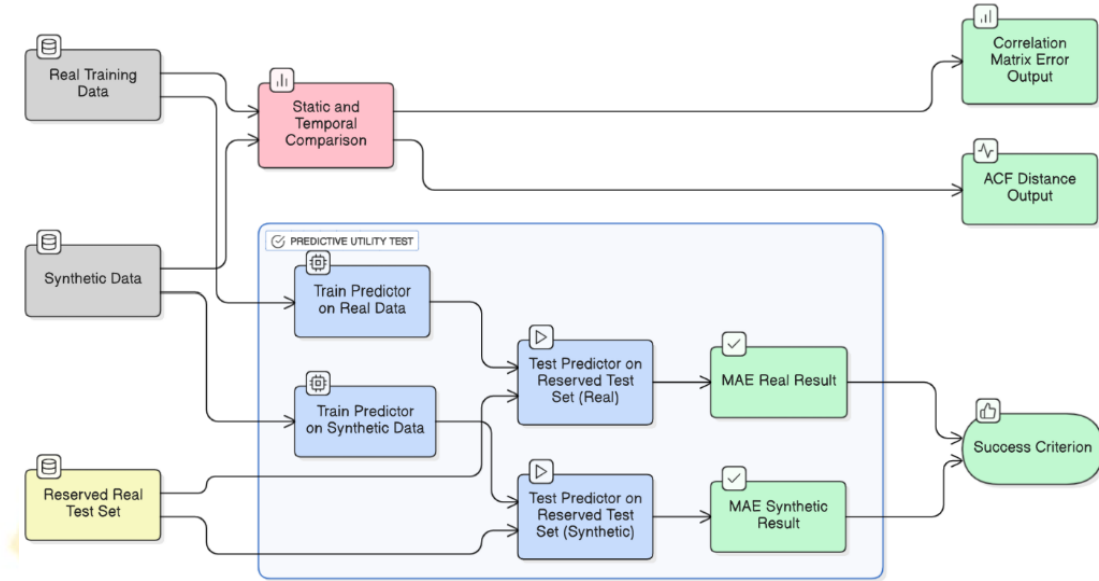 Real Training
Data
Static and
Temporal
Comparison
Correlation
Matrix Error
Output
ACF Distance
Output
Synthetic Data
PREDICTIVE UTILITY TEST
Train Predictor
on Real Data
Train Predictor
on Synthetic Data
Test Predictor on
Reserved Test
Set (Real)
MAE Real Result
Success Criterion
Reserved Real
Test Set
Test Predictor on
Reserved Test
Set (Synthetic)
MAE Synthetic
Result